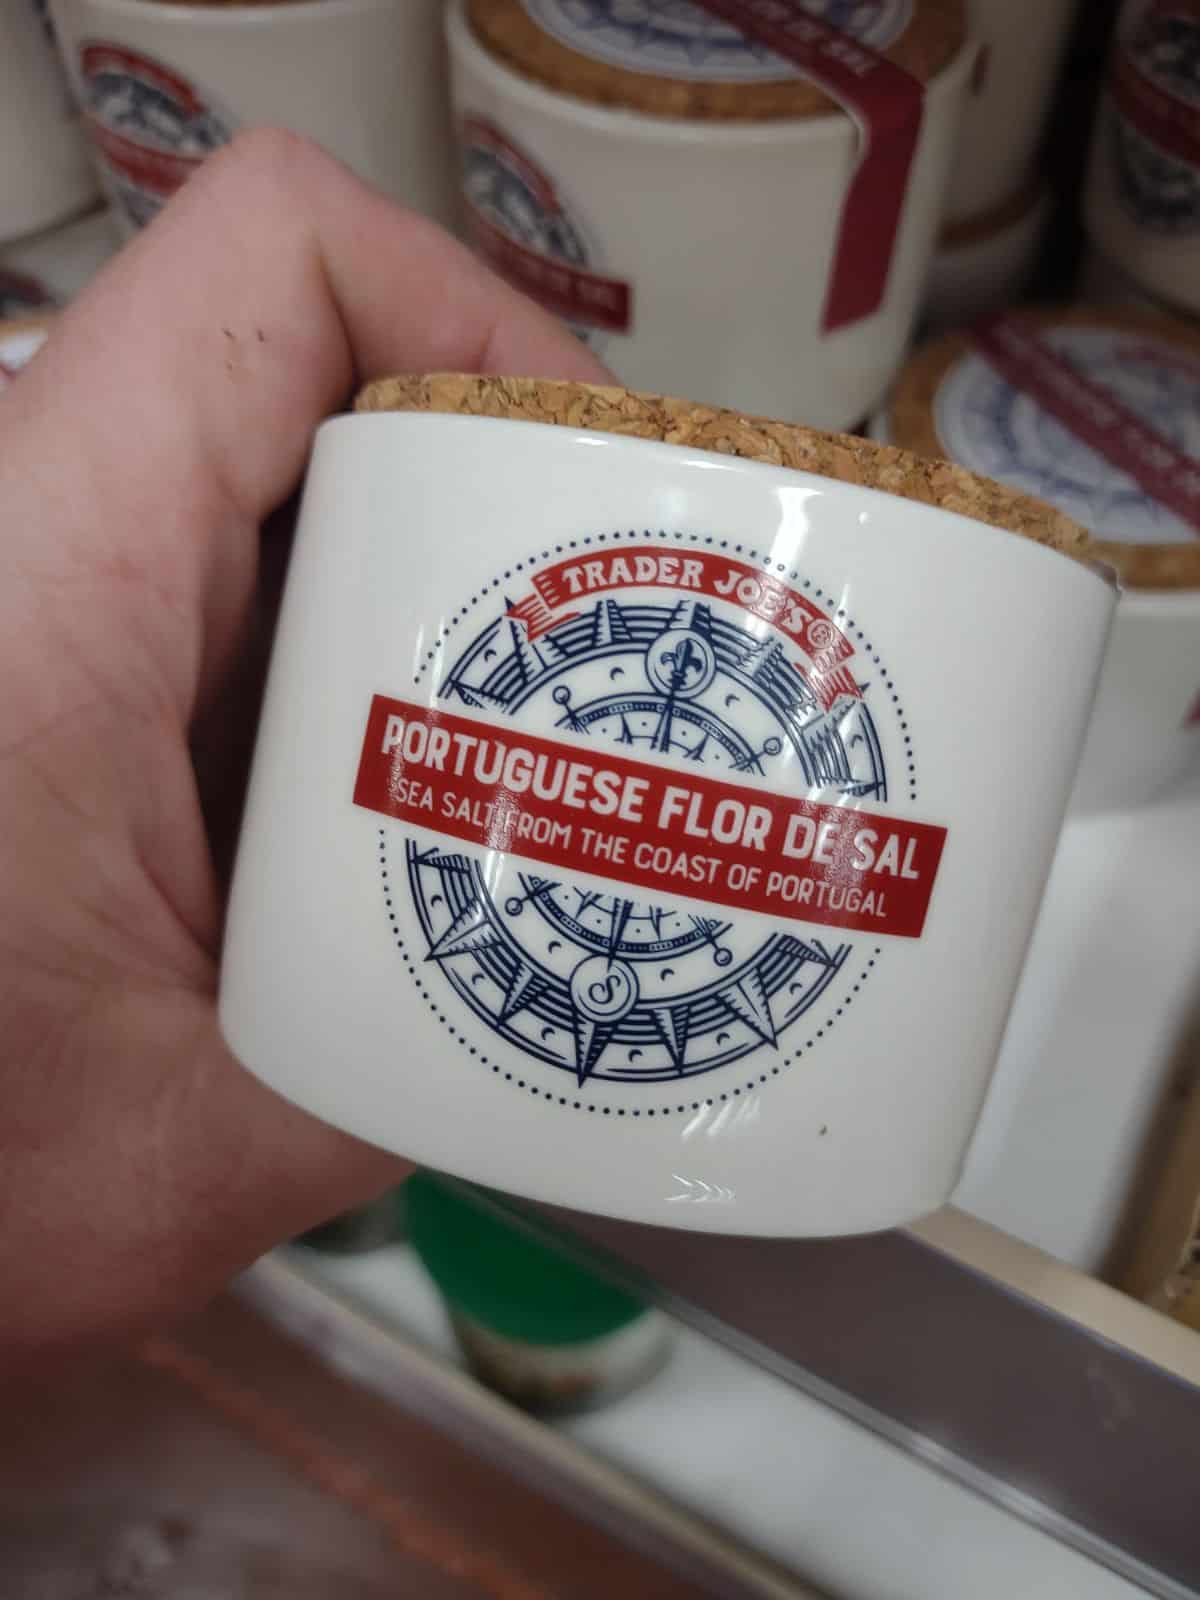 TRADER JOE'S®
PORTUGUESE FLOR DE SAL
SEA SALT FROM THE COAST OF PORTUGAL
S